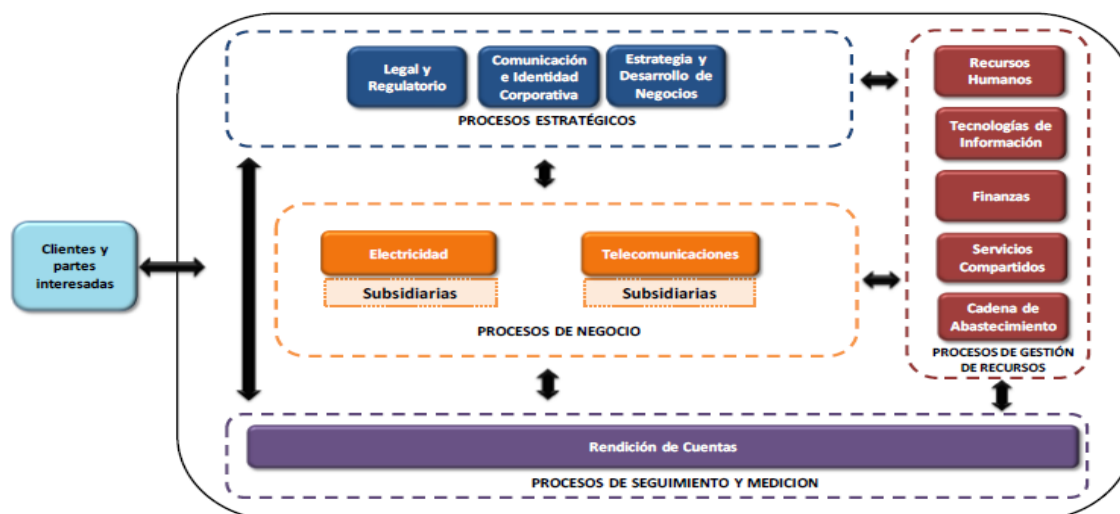 Legal y
Regulatorio
Comunicación
e Identidad
Corporativa
Estrategia y
Desarrollo de
Negocios
PROCESOS ESTRATÉGICOS
Recursos
Humanos
Tecnologías de
Información
Finanzas
Servicios
Compartidos
Cadena de
Abastecimiento
PROCESOS DE GESTIÓN
DE RECURSOS
Clientes y
partes
interesadas
Electricidad
Subsidiarias
Telecomunicaciones
Subsidiarias
PROCESOS DE NEGOCIO
Rendición de Cuentas
PROCESOS DE SEGUIMIENTO Y MEDICION